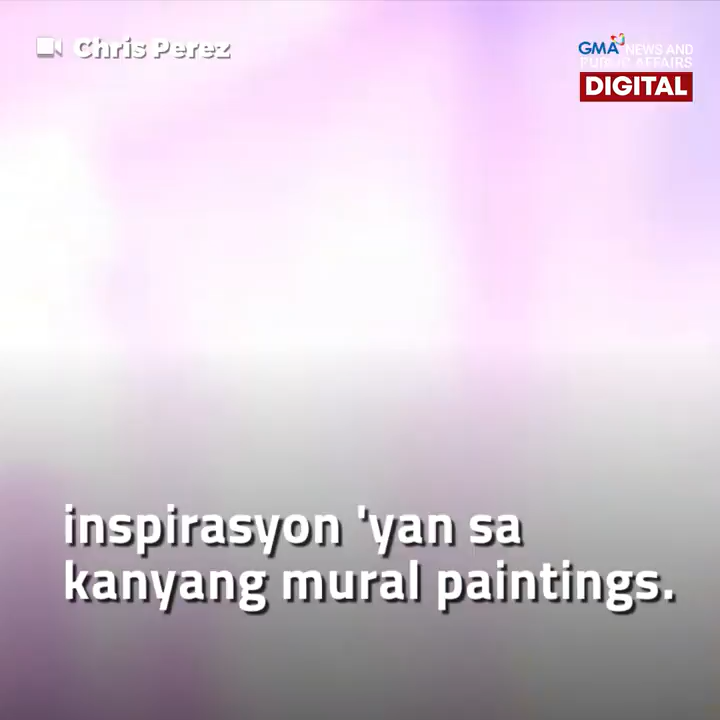 Chris Perez
GMA NEWS AND
PUBLIC AFFAIRS
DIGITAL
inspirasyon 'yan sa
kanyang mural paintings.